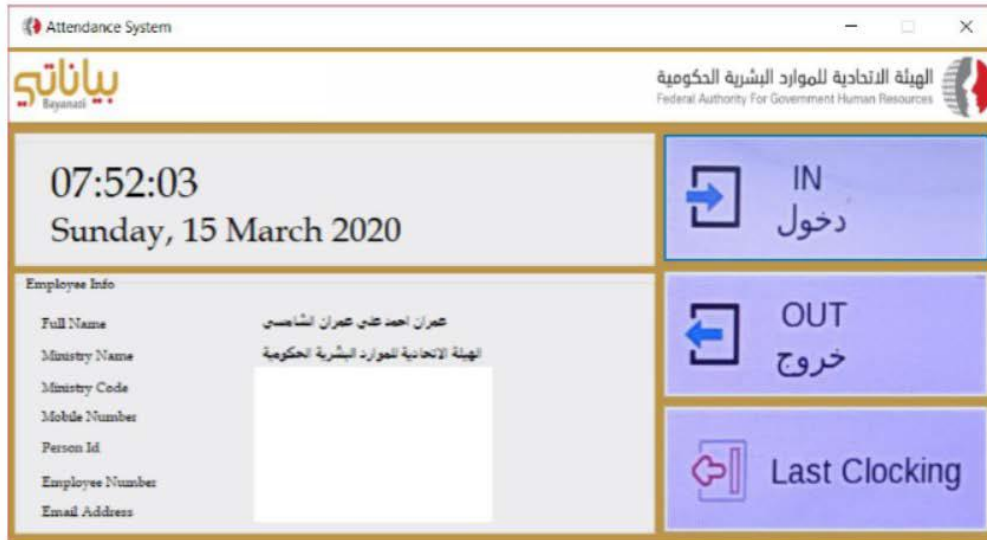 Attendance System
بياناتي
Bayanati
الهيئة الاتحادية للموارد البشرية الحكومية
Federal Authority For Government Human Resources
07:52:03
Sunday, 15 March 2020
IN
دخول
Employee Info
Full Name عمران احمد علي عمران الشامسي
Ministry Name الهيئة الاتحادية للموارد البشرية الحكومية
Ministry Code
Mobile Number
Person Id
Employee Number
Email Address
OUT
خروج
Last Clocking